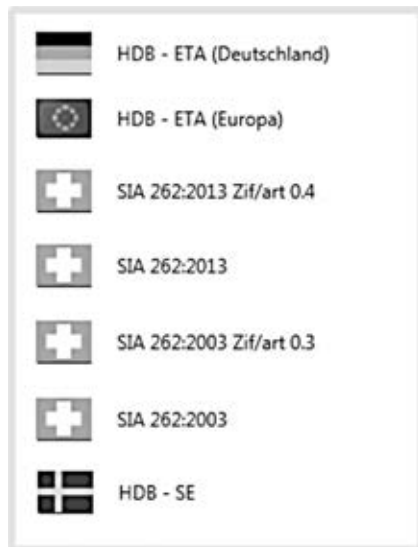 HDB - ETA (Deutschland)
HDB - ETA (Europa)
SIA 262:2013 Zif/art 0.4
SIA 262:2013
SIA 262:2003 Zif/art 0.3
SIA 262:2003
HDB - SE